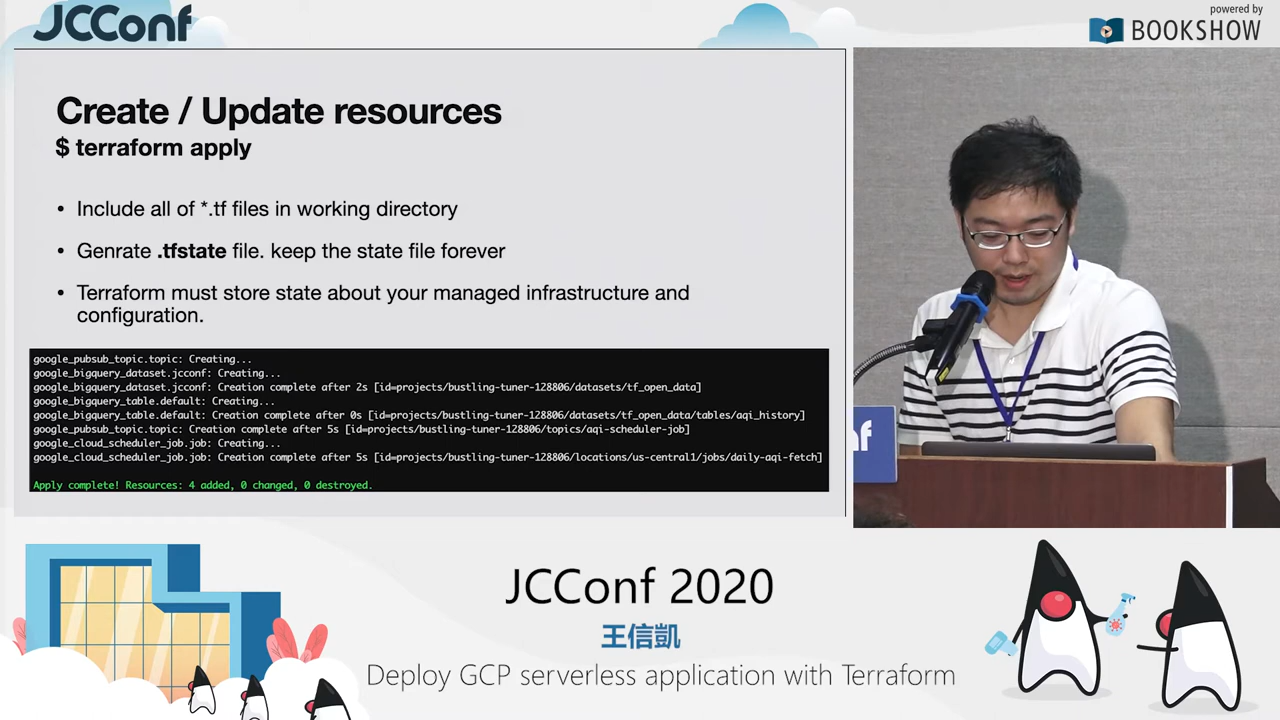 JCConf
powered by
BOOKSHOW
Create / Update resources
$ terraform apply
• Include all of *.tf files in working directory
• Genrate .tfstate file. keep the state file forever
• Terraform must store state about your managed infrastructure and
configuration.
google_pubsub_topic.topic: Creating...
google_bigquery_dataset.jcconf: Creating...
google_bigquery_dataset.jcconf: Creation complete after 2s [id=projects/bustling-tuner-128806/datasets/tf_open_data]
google_bigquery_table.default: Creating...
google_bigquery_table.default: Creation complete after 0s [id=projects/bustling-tuner-128806/datasets/tf_open_data/tables/aqi_history]
google_pubsub_topic.topic: Creation complete after 5s [id=projects/bustling-tuner-128806/topics/aqi-scheduler-job]
google_cloud_scheduler_job.job: Creating...
google_cloud_scheduler_job.job: Creation complete after 5s [id=projects/bustling-tuner-128806/locations/us-central1/jobs/daily-aqi-fetch]
Apply complete! Resources: 4 added, 0 changed, 0 destroyed.
nf
JCConf 2020
王信凱
Deploy GCP serverless application with Terraform